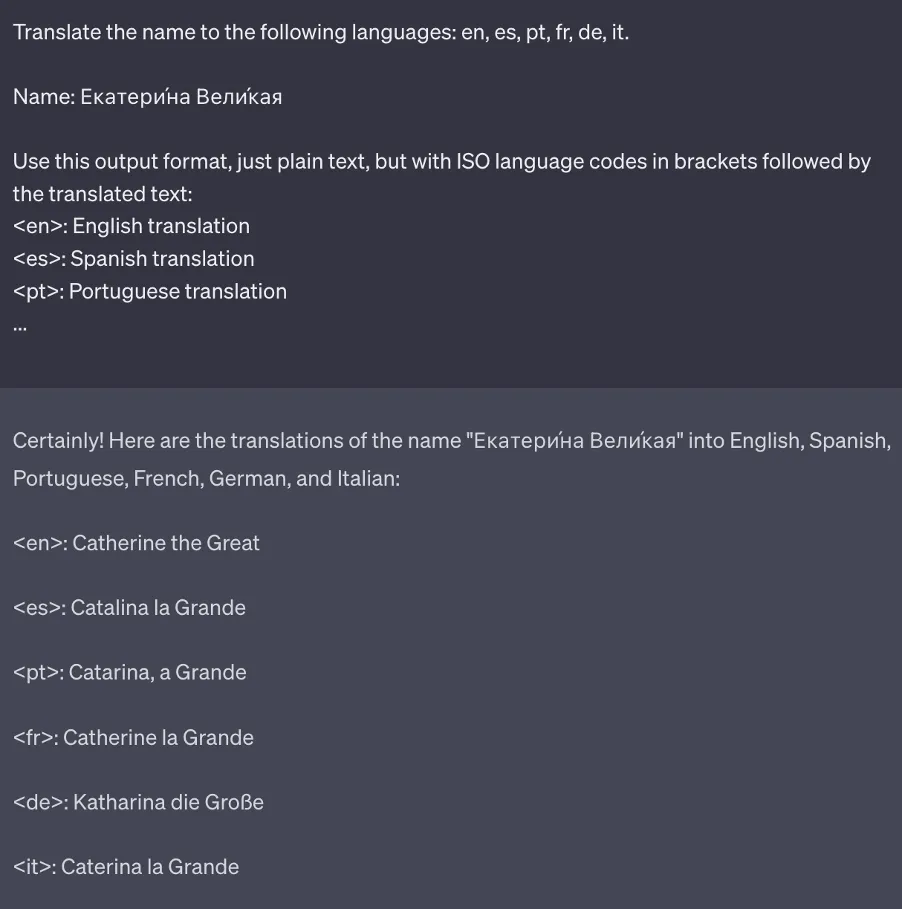 Translate the name to the following languages: en, es, pt, fr, de, it.
Name: Екатери́на Вели́кая
Use this output format, just plain text, but with ISO language codes in brackets followed by
the translated text:
<en>: English translation
<es>: Spanish translation
<pt>: Portuguese translation
...
Certainly! Here are the translations of the name "Екатери́на Вели́кая" into English, Spanish,
Portuguese, French, German, and Italian:
<en>: Catherine the Great
<es>: Catalina la Grande
<pt>: Catarina, a Grande
<fr>: Catherine la Grande
<de>: Katharina die Große
<it>: Caterina la Grande